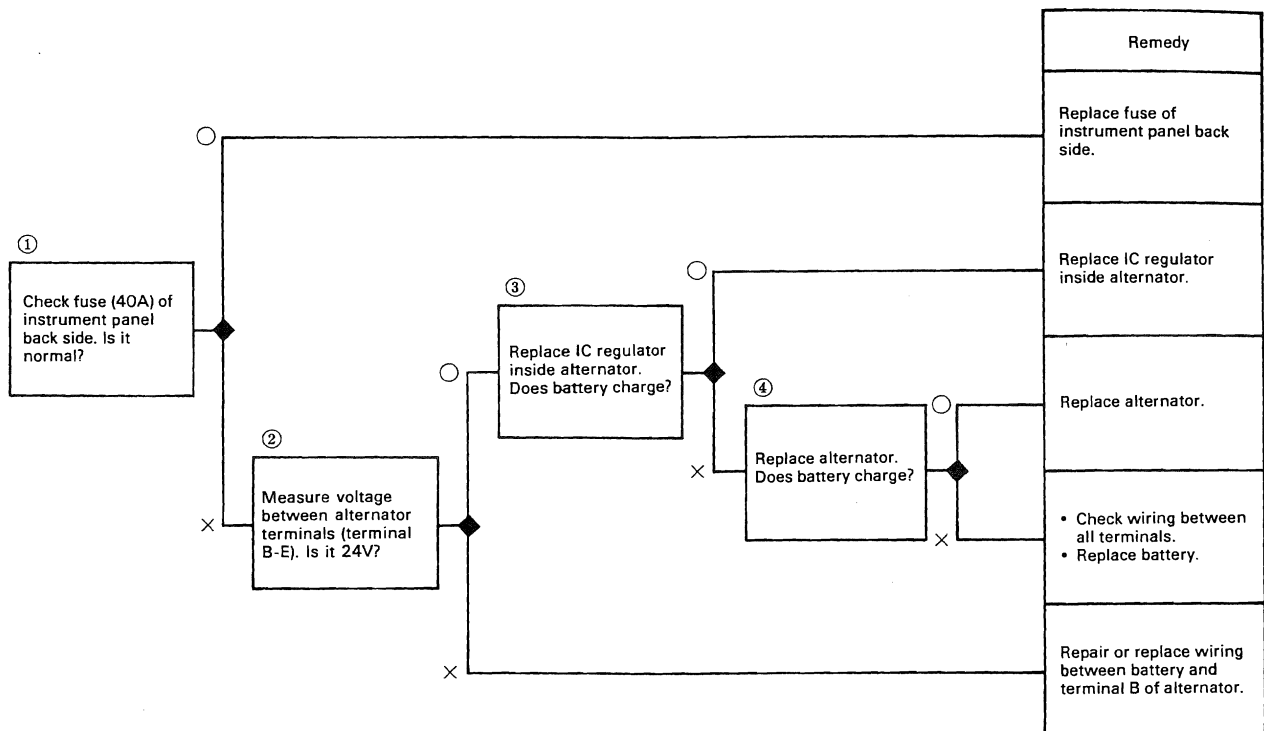 Remedy
Replace fuse of
instrument panel back
side.
①
Check fuse (40A) of
instrument panel
back side. Is it
normal?
②
Measure voltage
between alternator
terminals (terminal
B-E). Is it 24V?
③
Replace IC regulator
inside alternator.
Does battery charge?
④
Replace alternator.
Does battery charge?
○
×
○
×
○
×
○
×
Replace IC regulator
inside alternator.
Replace alternator.
• Check wiring between
all terminals.
• Replace battery.
Repair or replace wiring
between battery and
terminal B of alternator.